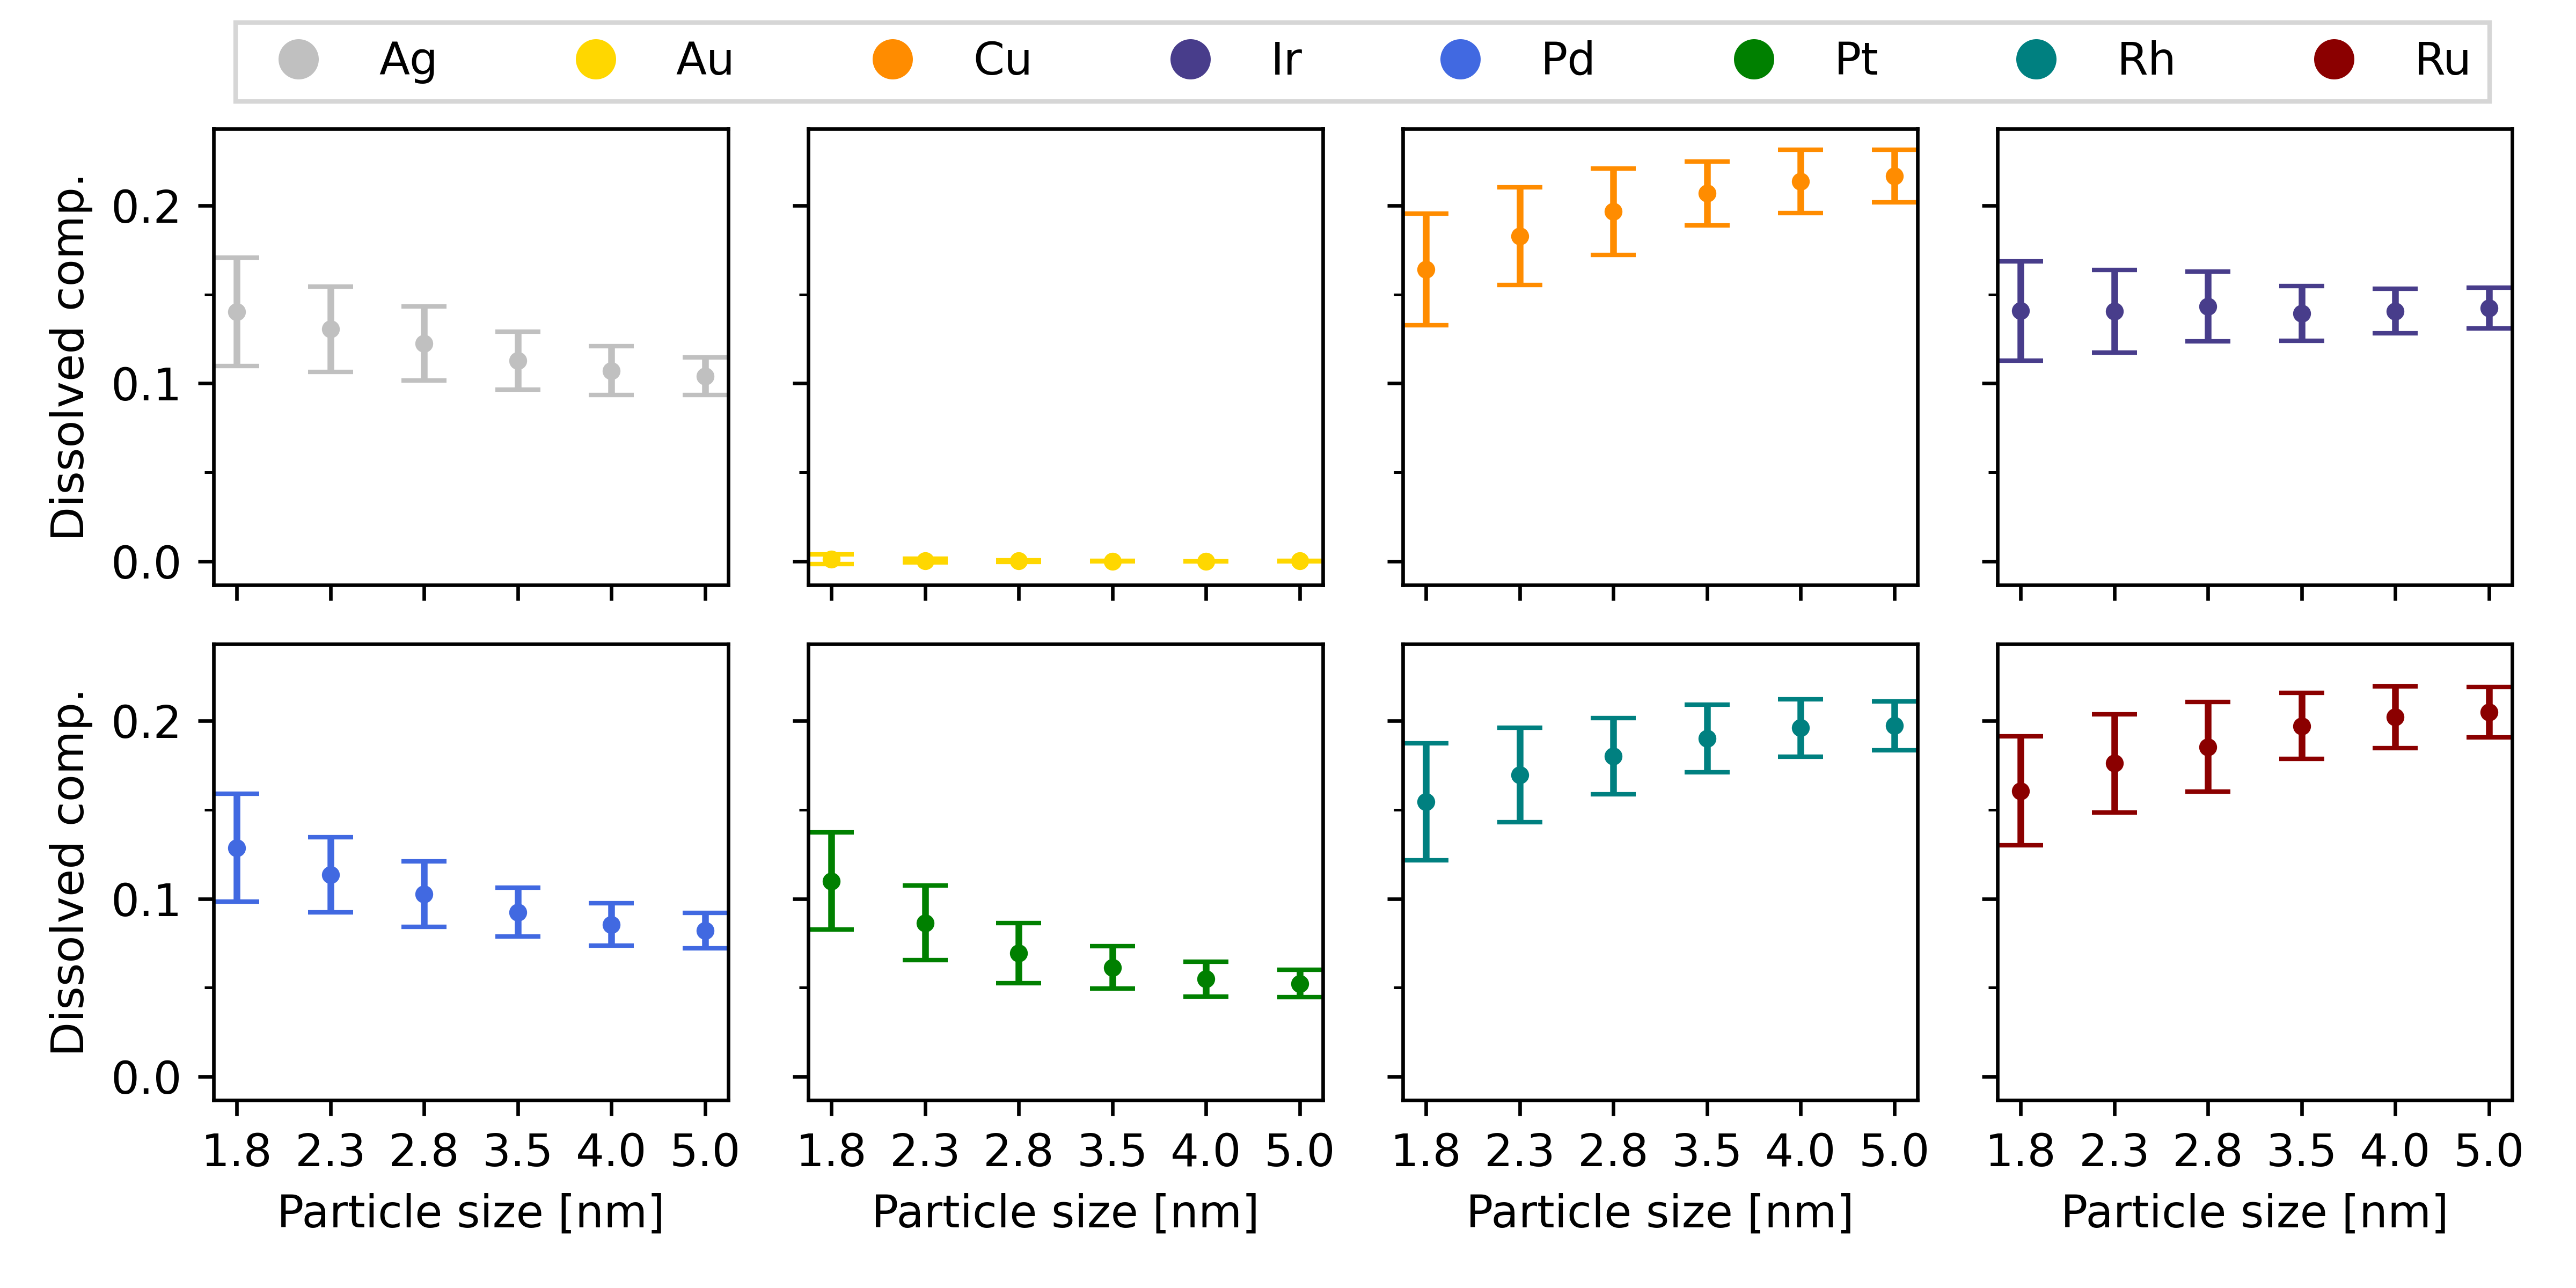 Ag Au Cu Ir Pd Pt Rh Ru
Dissolved comp.
0.2
0.1
0.0
Dissolved comp.
0.2
0.1
0.0
1.8 2.3 2.8 3.5 4.0 5.0 1.8 2.3 2.8 3.5 4.0 5.0 1.8 2.3 2.8 3.5 4.0 5.0 1.8 2.3 2.8 3.5 4.0 5.0
Particle size [nm] Particle size [nm] Particle size [nm] Particle size [nm]